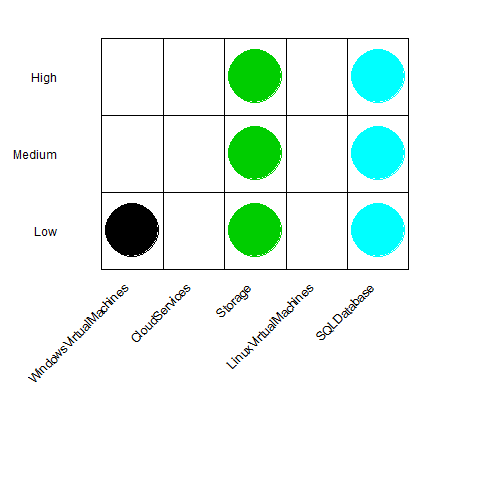 High
Medium
Low
WindowsVirtualMachines
CloudServices
Storage
LinuxVirtualMachines
SQLDatabase